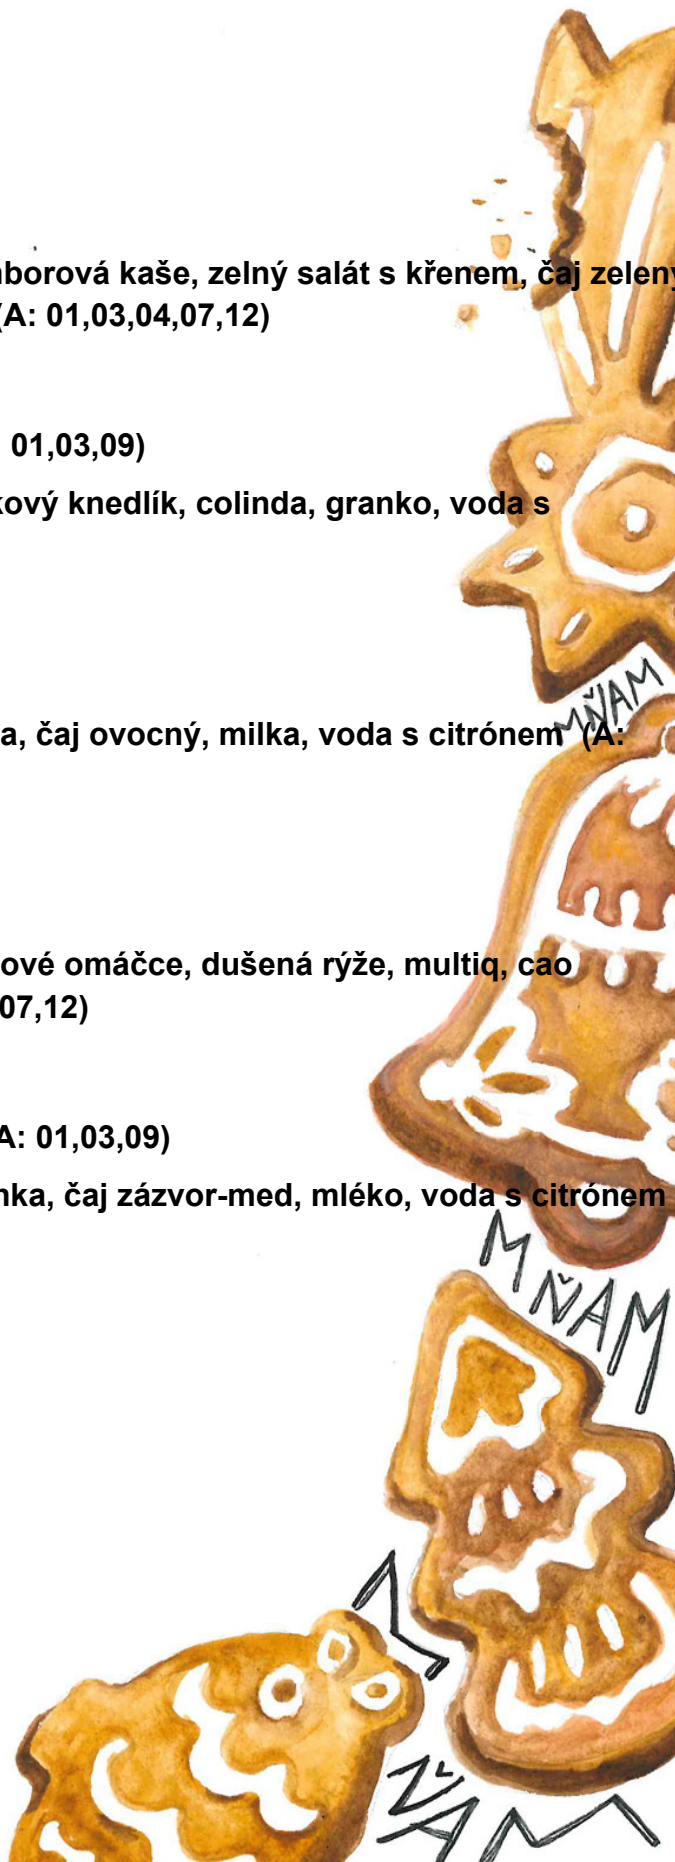 mborová kaše, zelný salát s křenem, čaj zelený
(A: 01,03,04,07,12)
01,03,09)
kový knedlík, colinda, granko, voda s
MŇAM
a, čaj ovocný, milka, voda s citrónem (A:
ové omáčce, dušená rýže, multiq, cao
07,12)
A: 01,03,09)
nka, čaj zázvor-med, mléko, voda s citrónem
MŇAM
MŇAM